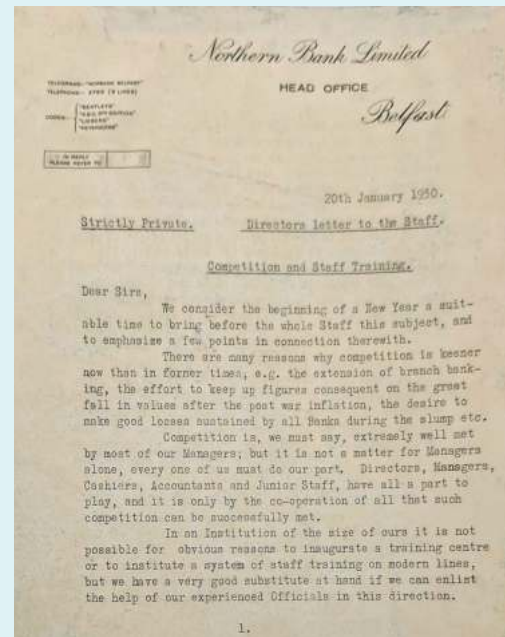 Northern Bank Limited
HEAD OFFICE
Belfast
TELEGRAMS:- "NORBANK BELFAST"
CODES:-
"BENTLEY'S"
IN REPLY
PLEASE REFER TO
20th January 1930.
Strictly Private. Directors letter to the Staff.
Competition and Staff Training.
Dear Sirs,
We consider the beginning of a New Year a suit-
able time to bring before the whole Staff this subject, and
to emphasize a few points in connection therewith.
There are many reasons why competition is keener
now than in former times, e.g. the extension of branch bank-
ing, the effort to keep up figures consequent on the great
fall in values after the post war inflation, the desire to
make good losses sustained by all Banks during the slump etc.
Competition is, we must say, extremely well met
by most of our Managers; but it is not a matter for Managers
alone, every one of us must do our part. Directors, Managers,
Cashiers, Accountants and Junior Staff, have all a part to
play, and it is only by the co-operation of all that such
competition can be successfully met.
In an Institution of the size of ours it is not
possible for obvious reasons to inaugurate a training centre
or to institute a system of staff training on modern lines,
but we have a very good substitute at hand if we can enlist
the help of our experienced Officials in this direction.
1.